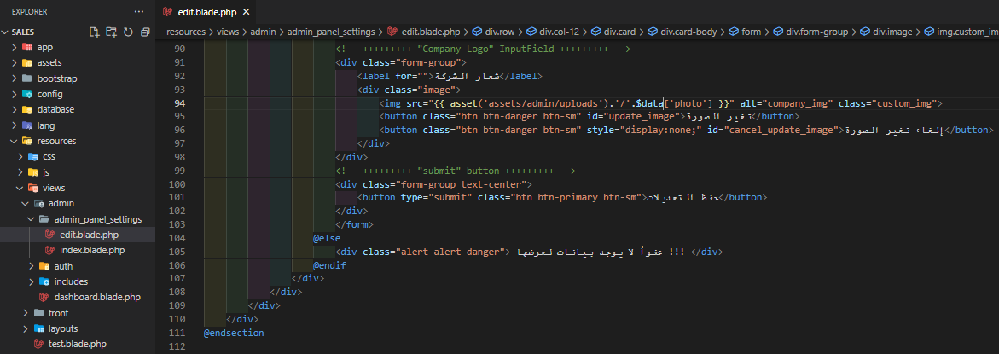 EXPLORER
SALES
app
assets
bootstrap
config
database
lang
resources
css
js
views
admin
admin_panel_settings
edit.blade.php
index.blade.php
auth
includes
dashboard.blade.php
front
layouts
test.blade.php
edit.blade.php
resources > views > admin > admin_panel_settings > edit.blade.php > div.row > div.col-12 > div.card > div.card-body > form > div.form-group > div.image > img.custom_im
90 <!-- +++++++++ "Company Logo" InputField +++++++++ -->
91 <div class="form-group">
92 <label for="">شعار الشركة</label>
93 <div class="image">
94 <img src="{{ asset('assets/admin/uploads').'/'.$data['photo'] }}" alt="company_img" class="custom_img">
95 <button class="btn btn-danger btn-sm" id="update_image">تغير الصورة</button>
96 <button class="btn btn-danger btn-sm" style="display:none;" id="cancel_update_image">إلغاء تغير الصورة</button>
97 </div>
98 </div>
99 <!-- +++++++++ "submit" button +++++++++ -->
100 <div class="form-group text-center">
101 <button type="submit" class="btn btn-primary btn-sm">حفظ التعديلات</button>
102 </div>
103 </form>
104 @else
105 <div class="alert alert-danger"> عفواً لا يوجد بيانات لعرضها !!! </div>
106 @endif
107 </div>
108 </div>
109 </div>
110 </div>
111 @endsection
112